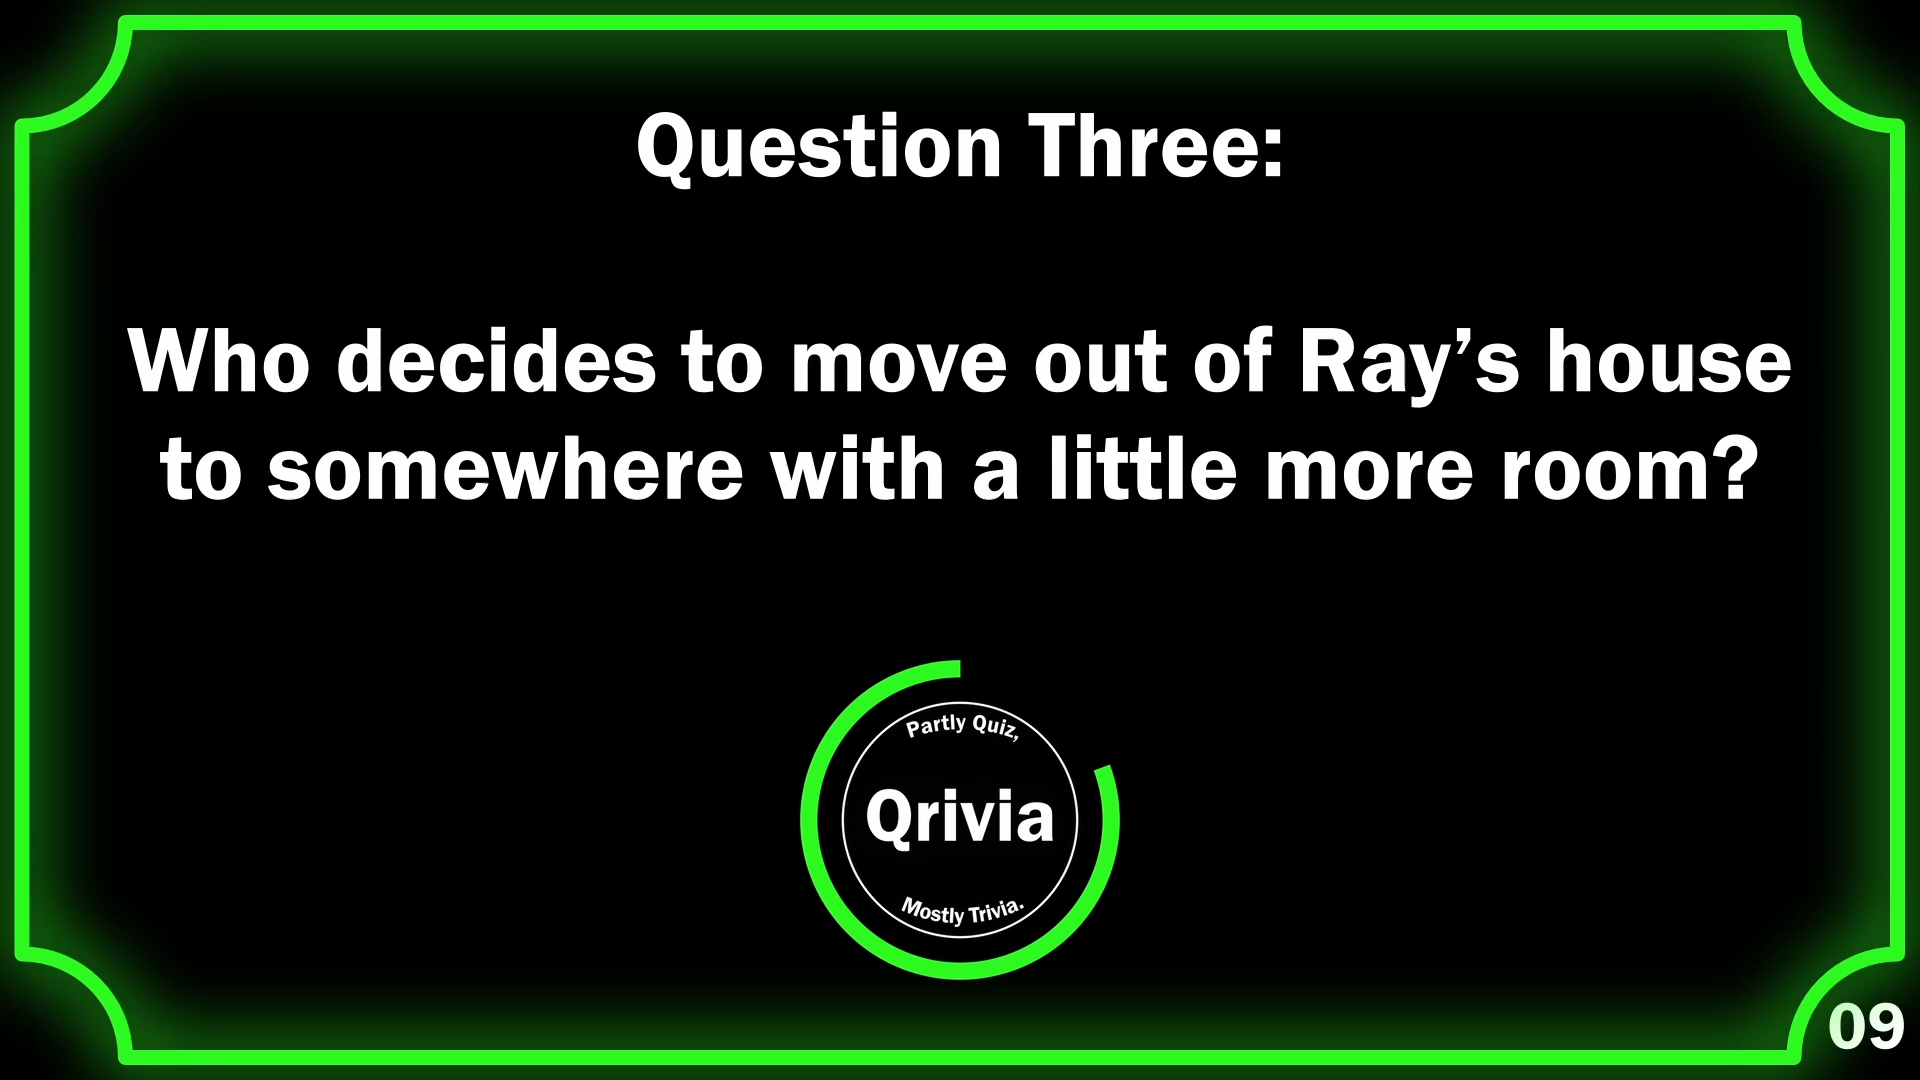 Question Three:
Who decides to move out of Ray’s house
to somewhere with a little more room?
Partly Quiz,
Qrivia
Mostly Trivia.
09